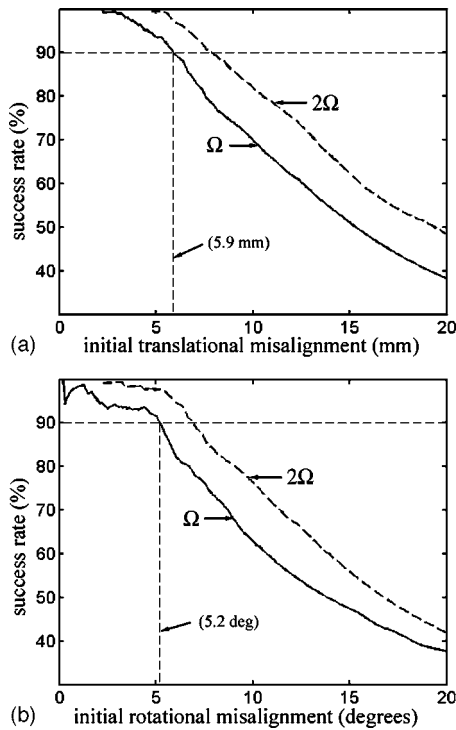 90
80
70
60
50
40
success rate (%)
2Ω
Ω
(5.9 mm)
0 5 10 15 20
(a) initial translational misalignment (mm)
90
80
70
60
50
40
success rate (%)
2Ω
Ω
(5.2 deg)
0 5 10 15 20
(b) initial rotational misalignment (degrees)